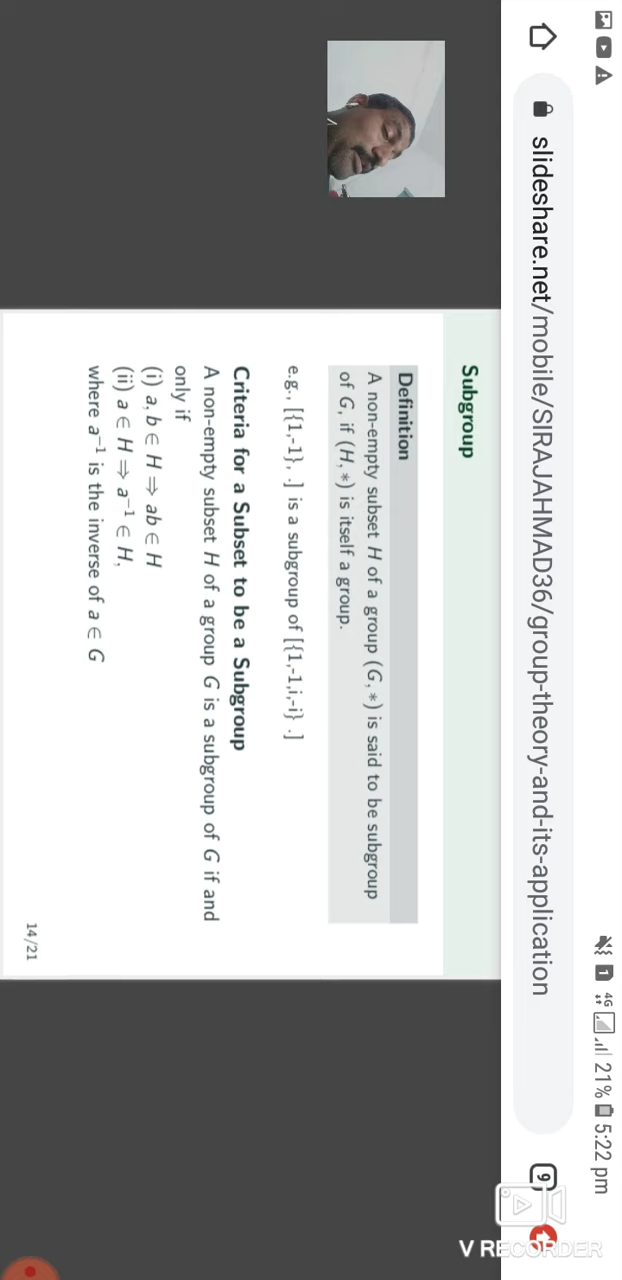 4G 21% 5:22 pm
slideshare.net/mobile/SIRAJAHMAD36/group-theory-and-its-application
9
Subgroup
Definition
A non-empty subset H of a group (G, *) is said to be subgroup
of G, if (H, *) is itself a group.
e.g., [{1,-1}, .] is a subgroup of [{1,-1,i,-i} .]
Criteria for a Subset to be a Subgroup
A non-empty subset H of a group G is a subgroup of G if and
only if
(i) a, b ∈ H ⇒ ab ∈ H
(ii) a ∈ H ⇒ a⁻¹ ∈ H,
where a⁻¹ is the inverse of a ∈ G
14/21
V RECORDER